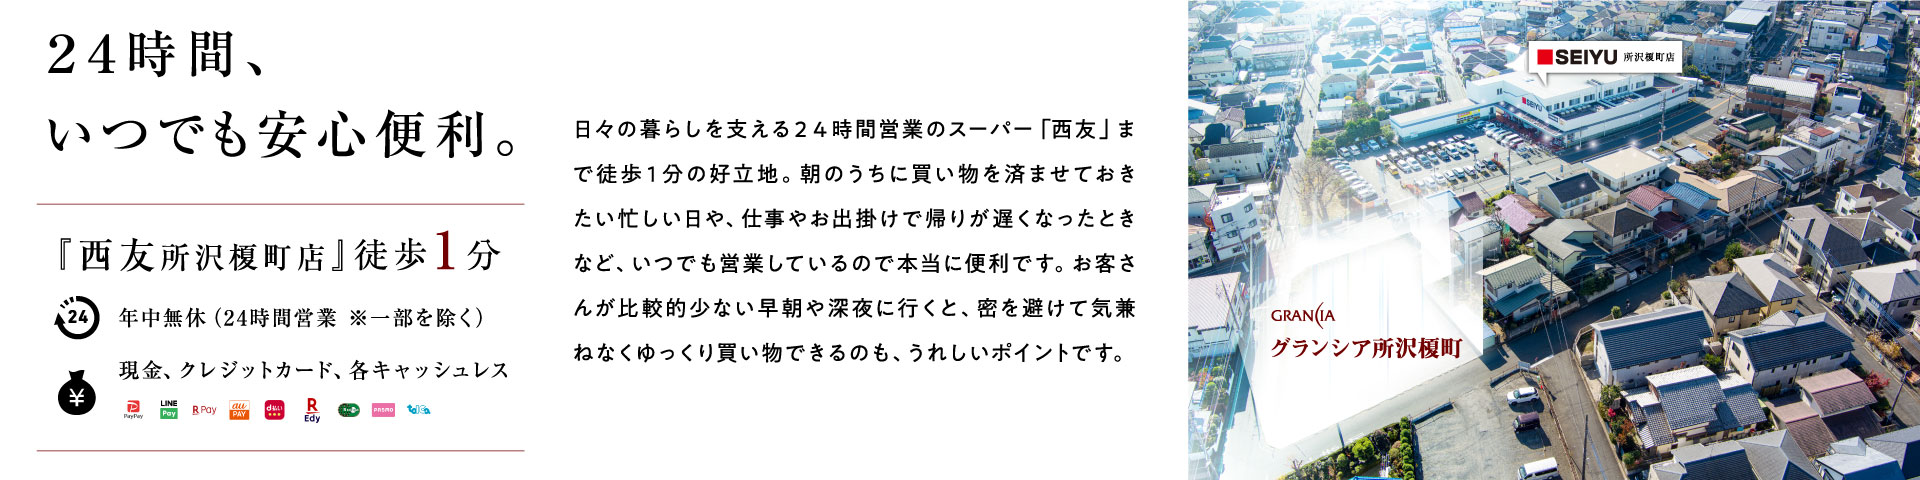 24時間、
いつでも安心便利。
『西友所沢榎町店』徒歩1分
24
年中無休（24時間営業 ※一部を除く）
現金、クレジットカード、各キャッシュレス
¥
PayPay
LINE Pay
R Pay
au PAY
d払い
R Edy
Suica
PASMO
toica
日々の暮らしを支える24時間営業のスーパー「西友」ま
で徒歩1分の好立地。朝のうちに買い物を済ませておき
たい忙しい日や、仕事やお出掛けで帰りが遅くなったとき
など、いつでも営業しているので本当に便利です。お客さ
んが比較的少ない早朝や深夜に行くと、密を避けて気兼
ねなくゆっくり買い物できるのも、うれしいポイントです。
SEIYU 所沢榎町店
SEIYU
GRANCIA
グランシア所沢榎町